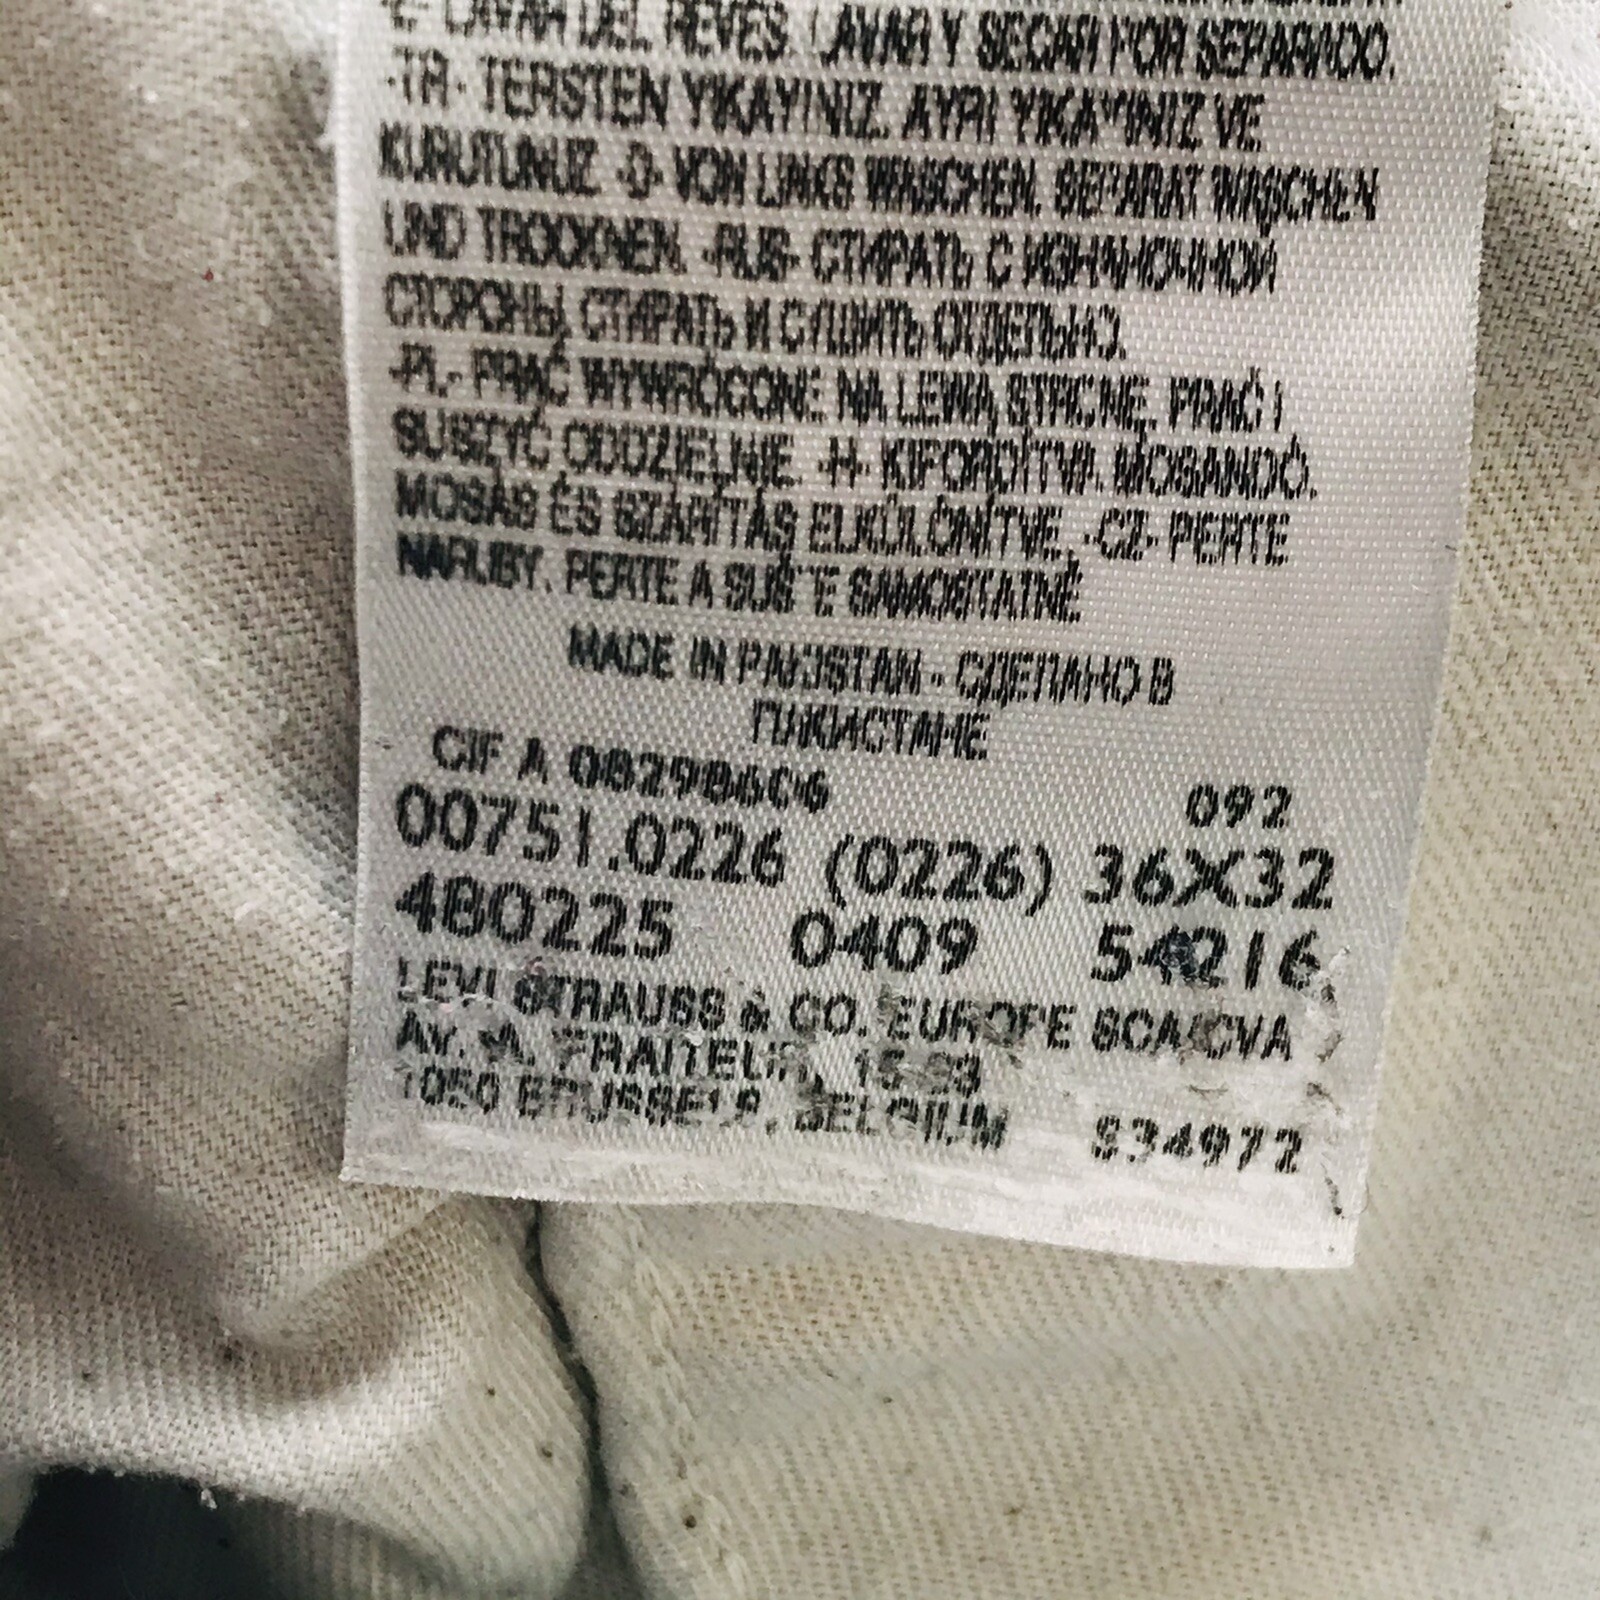 -E- LAVAR DEL REVÉS. LAVAR Y SECAR POR SEPARADO.
-TR- TERSTEN YIKAYINIZ. AYRI YIKAYINIZ VE
KURUTUNUZ -D- VON LINKS WASCHEN. SEPARAT WASCHEN
UND TROCKNEN. -RUS- СТИРАТЬ С ИЗНАНОЧНОЙ
СТОРОНЫ. СТИРАТЬ И СУШИТЬ ОТДЕЛЬНО.
-PL- PRAĆ WYWRÓCONE NA LEWĄ STRONĘ. PRAĆ I
SUSZYĆ ODDZIELNIE. -H- KIFORDÍTVA MOSANDÓ.
MOSÁS ÉS SZÁRÍTÁS ELKÜLÖNÍTVE. -CZ- PERTE
NARUBY. PERTE A SUŠTE SAMOSTATNĚ
MADE IN PAKISTAN - СДЕЛАНО В
ПАКИСТАНЕ
CIF A 08298606 092
00751.0226 (0226) 36X32
480225 0409 54216
LEVI STRAUSS & CO. EUROPE SCA/CVA
AV. A. FRAITEUR, 15-23
1050 BRUSSELS, BELGIUM S34972